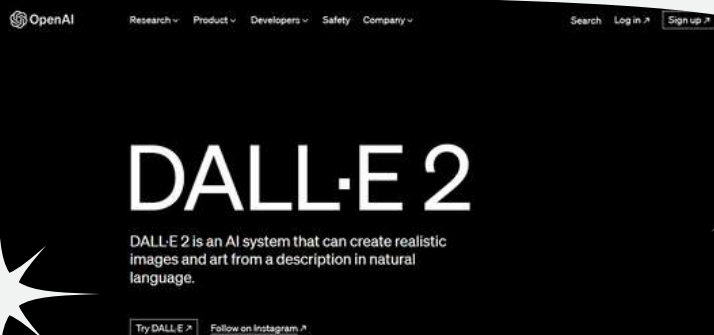 OpenAI Research Product Developers Safety Company Search Log in ↗ Sign up ↗
DALL·E 2
DALL·E 2 is an AI system that can create realistic
images and art from a description in natural
language.
Try DALL·E ↗ Follow on Instagram ↗